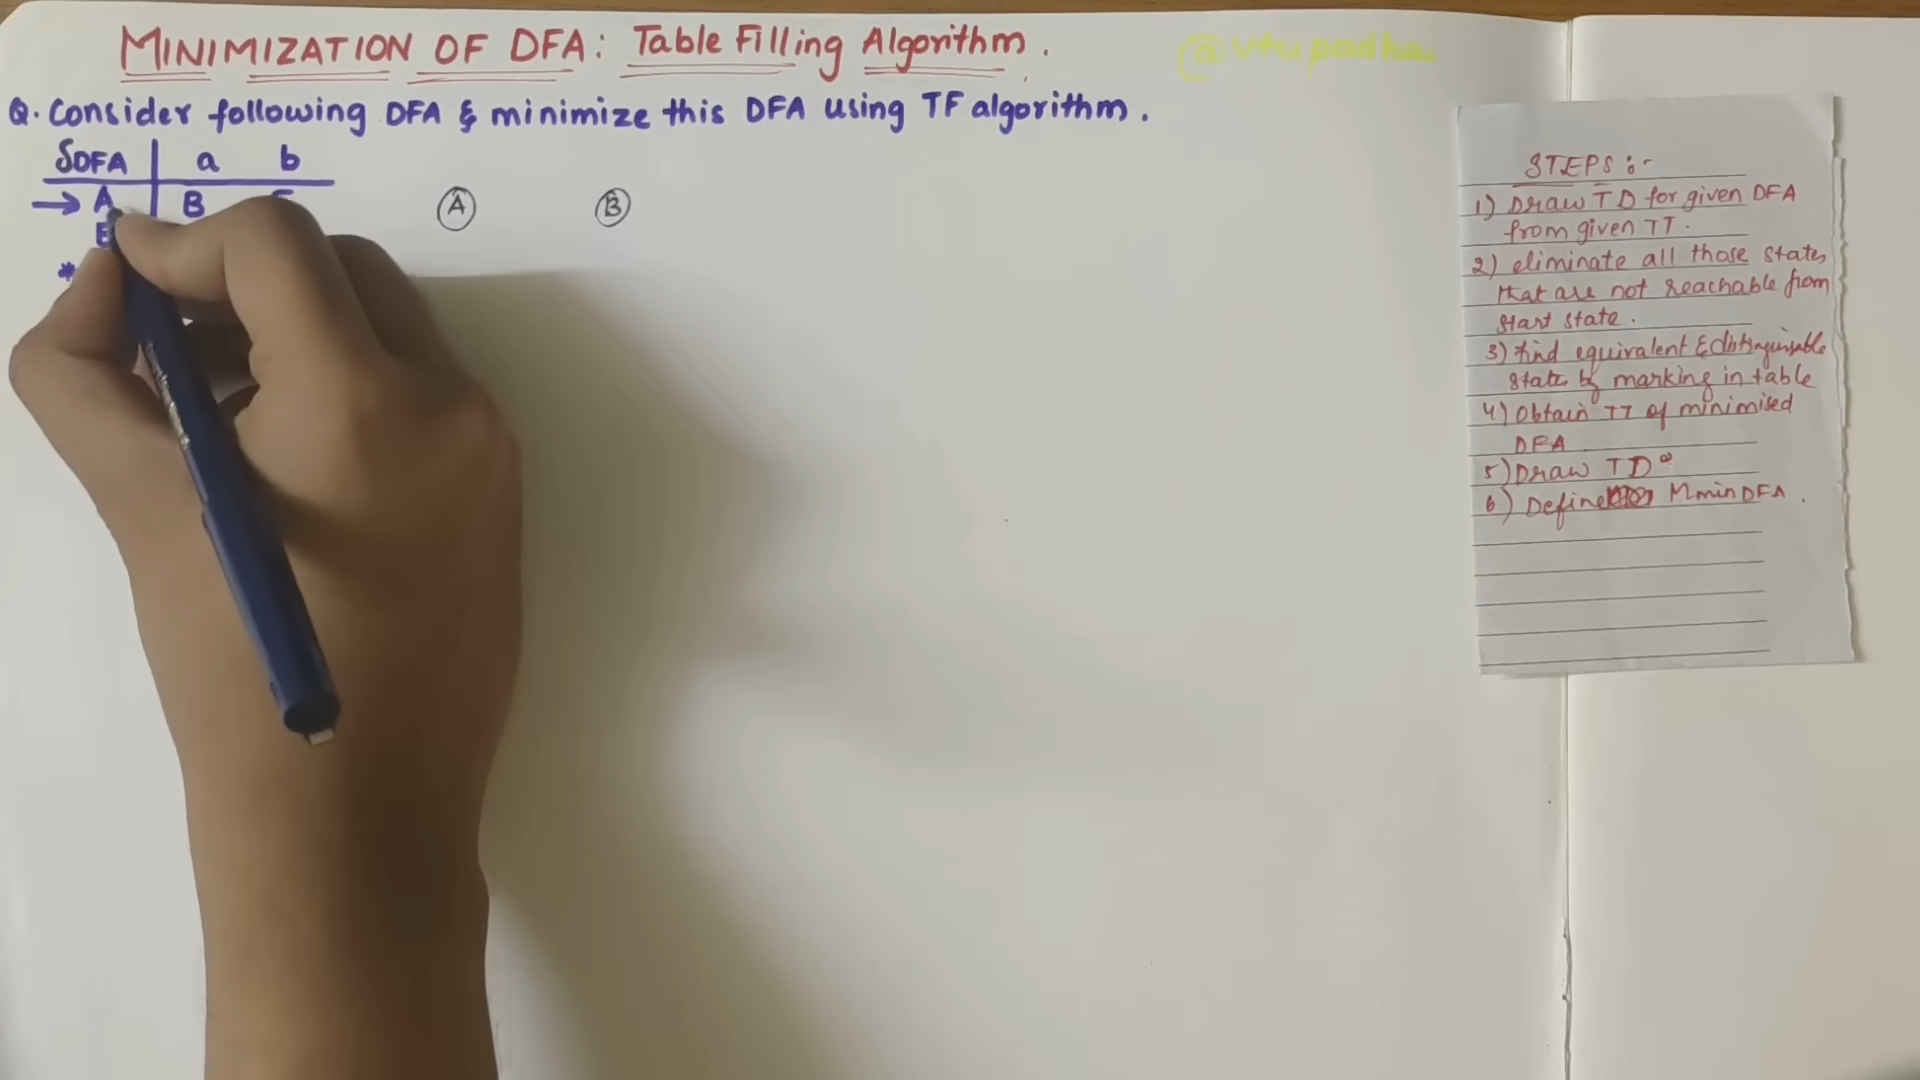 MINIMIZATION OF DFA: Table Filling Algorithm.
@vtupadhai
Q. Consider following DFA & minimize this DFA using TF algorithm.
δDFA a b
→ A B
*
A B
STEPS :-
1) Draw TD for given DFA
from given TT.
2) eliminate all those states
that are not reachable from
start state.
3) find equivalent & distinguishable
states by marking in table
4) Obtain TT of minimised
DFA
5) Draw TD
6) Define MminDFA.